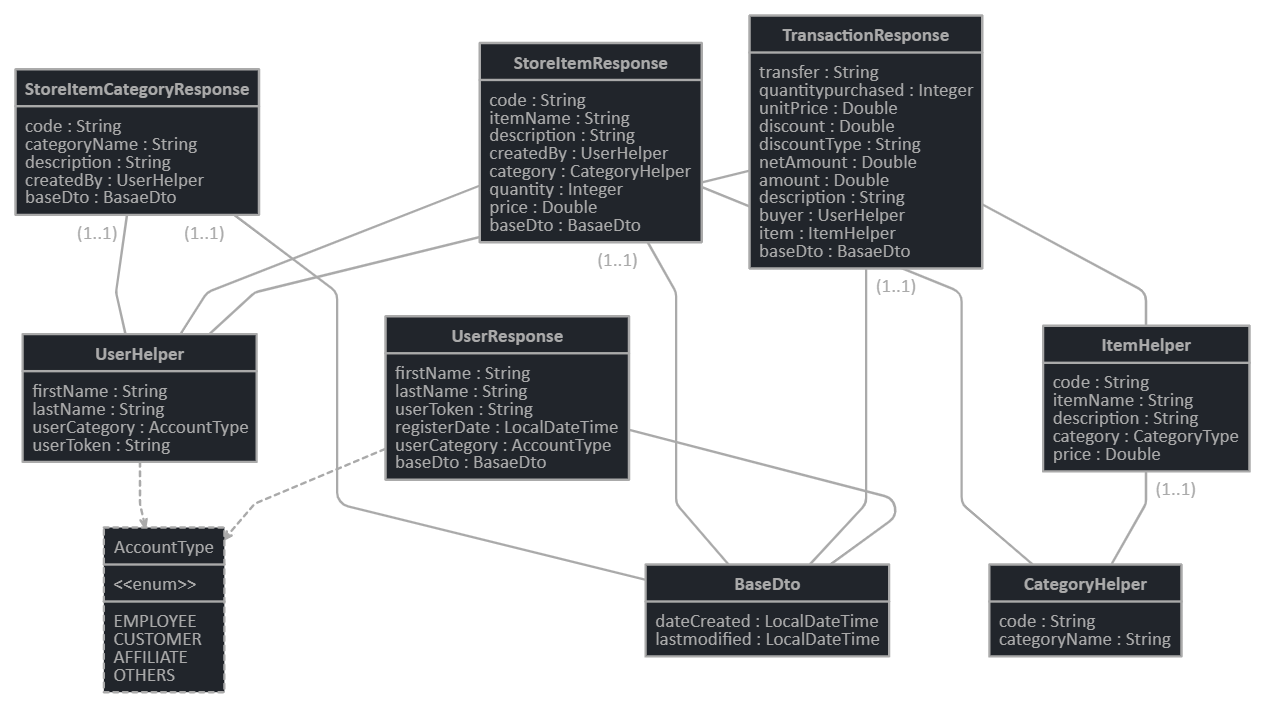 StoreItemCategoryResponse
code : String
categoryName : String
description : String
createdBy : UserHelper
baseDto : BasaeDto
(1..1)
(1..1)
StoreItemResponse
code : String
itemName : String
description : String
createdBy : UserHelper
category : CategoryHelper
quantity : Integer
price : Double
baseDto : BasaeDto
(1..1)
TransactionResponse
transfer : String
quantitypurchased : Integer
unitPrice : Double
discount : Double
discountType : String
netAmount : Double
amount : Double
description : String
buyer : UserHelper
item : ItemHelper
baseDto : BasaeDto
(1..1)
UserHelper
firstName : String
lastName : String
userCategory : AccountType
userToken : String
UserResponse
firstName : String
lastName : String
userToken : String
registerDate : LocalDateTime
userCategory : AccountType
baseDto : BasaeDto
ItemHelper
code : String
itemName : String
description : String
category : CategoryType
price : Double
(1..1)
AccountType
<<enum>>
EMPLOYEE
CUSTOMER
AFFILIATE
OTHERS
BaseDto
dateCreated : LocalDateTime
lastmodified : LocalDateTime
CategoryHelper
code : String
categoryName : String